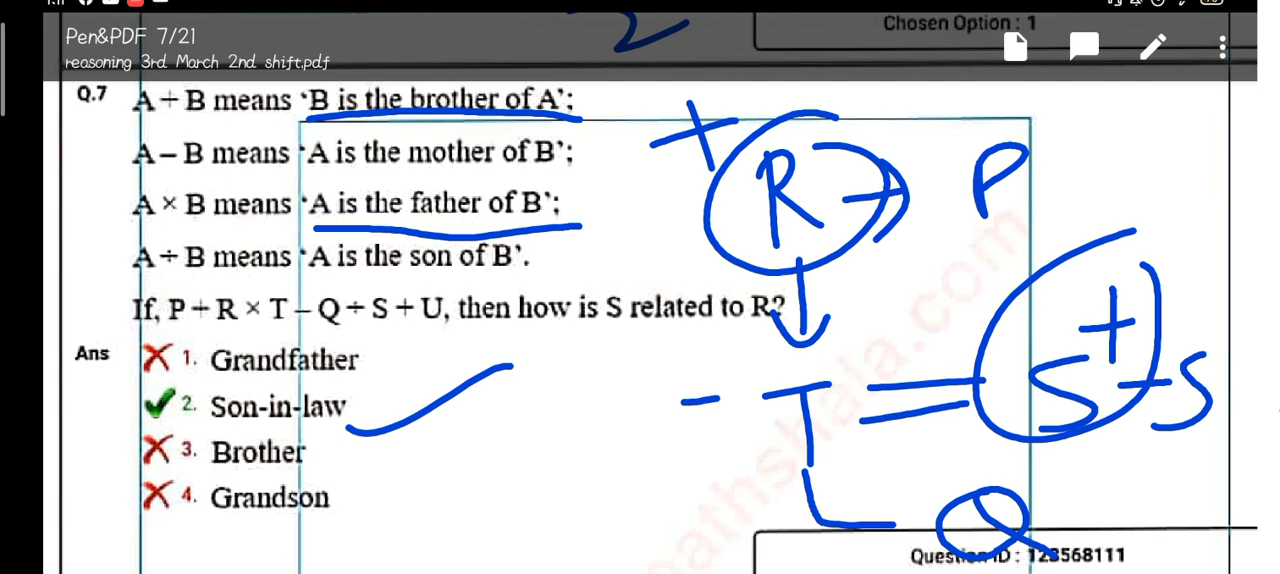 2
Chosen Option : 1
Pen&PDF 7/21
reasoning 3rd March 2nd shift.pdf
Q.7 A + B means ‘B is the brother of A’;
A − B means ‘A is the mother of B’;
A × B means ‘A is the father of B’;
A ÷ B means ‘A is the son of B’.
If, P + R × T − Q ÷ S + U, then how is S related to R?
Ans 1. Grandfather
2. Son-in-law
3. Brother
4. Grandson
+ R P
- T = S + - S
Q
Question ID : 123568111